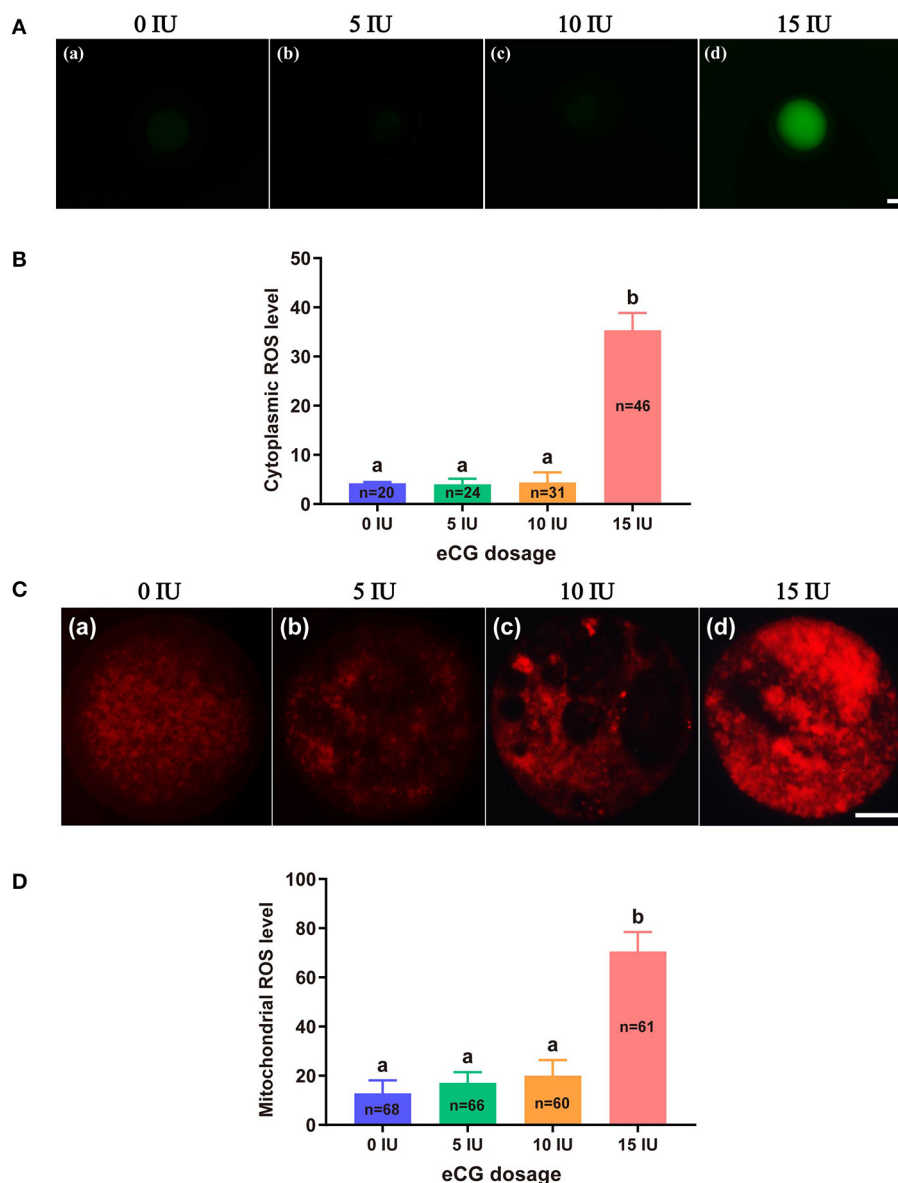 A
0 IU 5 IU 10 IU 15 IU
(a) (b) (c) (d)
B
50
40
30
20
10
0
Cytoplasmic ROS level
a a a b
n=20 n=24 n=31 n=46
0 IU 5 IU 10 IU 15 IU
eCG dosage
C
0 IU 5 IU 10 IU 15 IU
(a) (b) (c) (d)
D
100
80
60
40
20
0
Mitochondrial ROS level
a a a b
n=68 n=66 n=60 n=61
0 IU 5 IU 10 IU 15 IU
eCG dosage